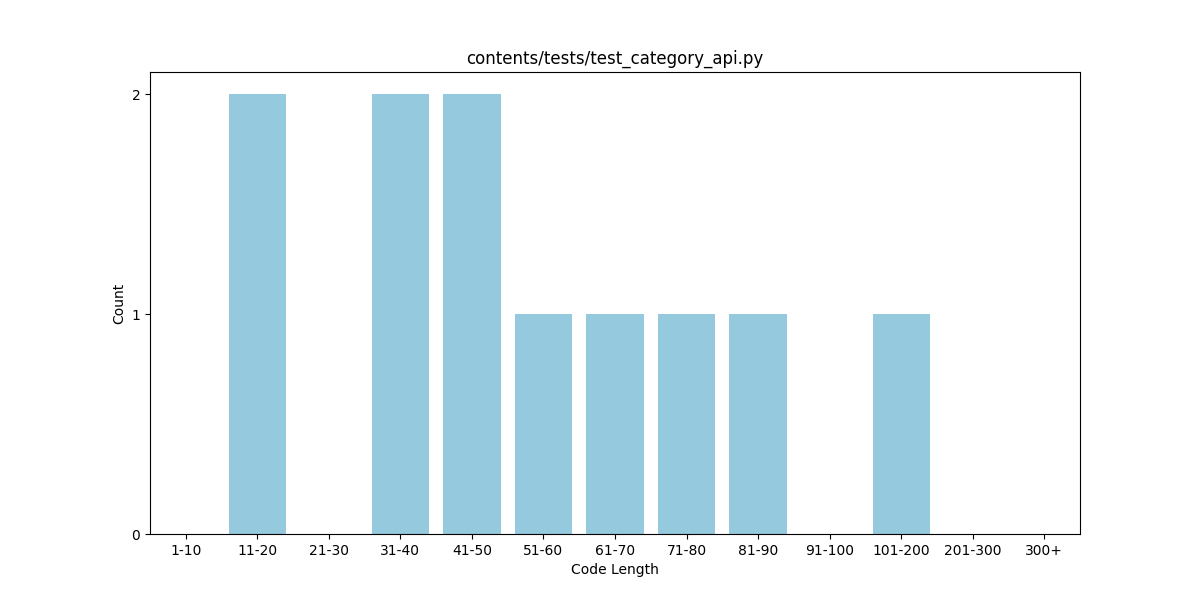 contents/tests/test_category_api.py
2
1
0
Count
1-10 11-20 21-30 31-40 41-50 51-60 61-70 71-80 81-90 91-100 101-200 201-300 300+
Code Length